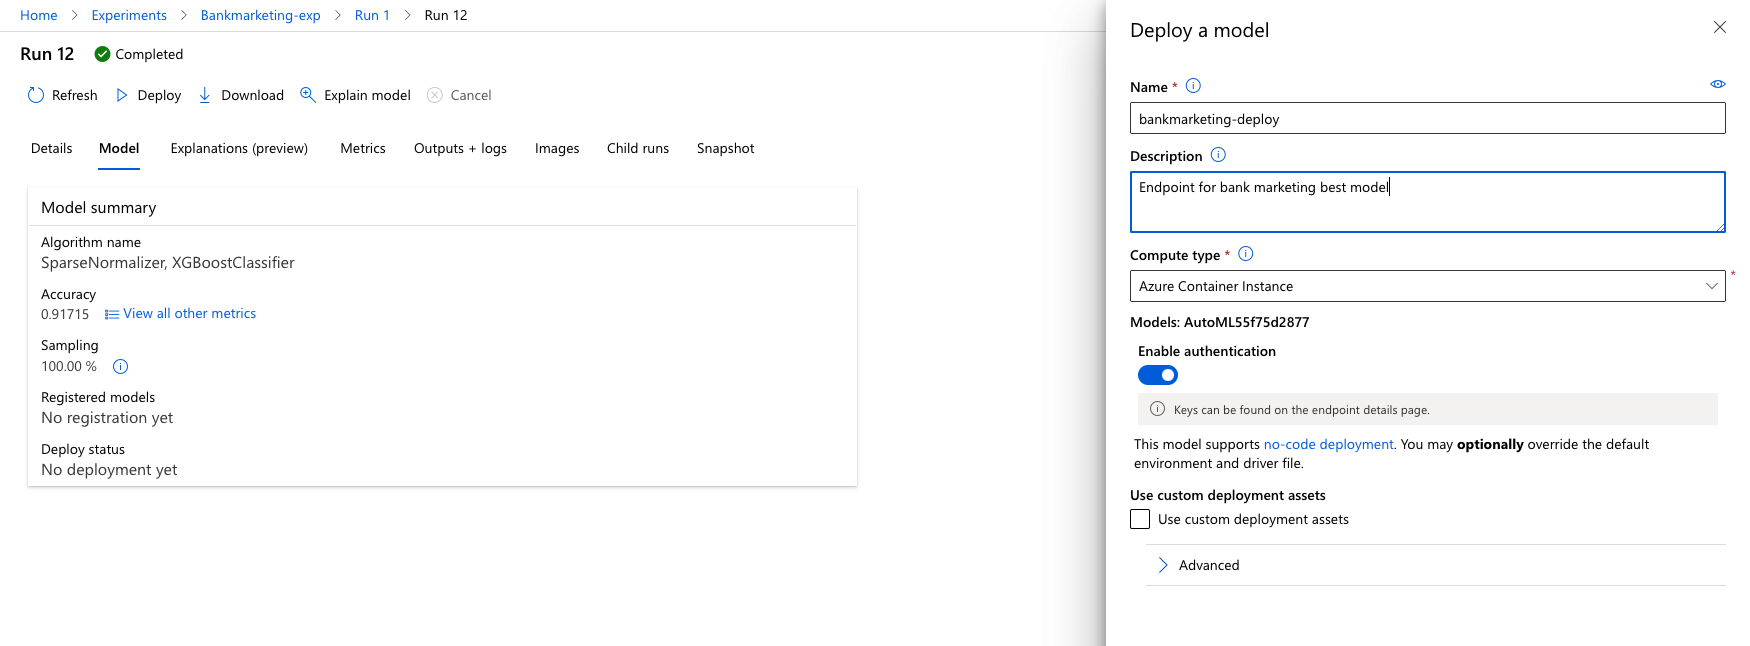 Home > Experiments > Bankmarketing-exp > Run 1 > Run 12
Run 12 Completed
Refresh Deploy Download Explain model Cancel
Details Model Explanations (preview) Metrics Outputs + logs Images Child runs Snapshot
Model summary
Algorithm name
SparseNormalizer, XGBoostClassifier
Accuracy
0.91715 View all other metrics
Sampling
100.00 %
Registered models
No registration yet
Deploy status
No deployment yet
Deploy a model
Name *
bankmarketing-deploy
Description
Endpoint for bank marketing best model
Compute type *
Azure Container Instance *
Models: AutoML55f75d2877
Enable authentication
Keys can be found on the endpoint details page.
This model supports no-code deployment. You may optionally override the default
environment and driver file.
Use custom deployment assets
Use custom deployment assets
Advanced